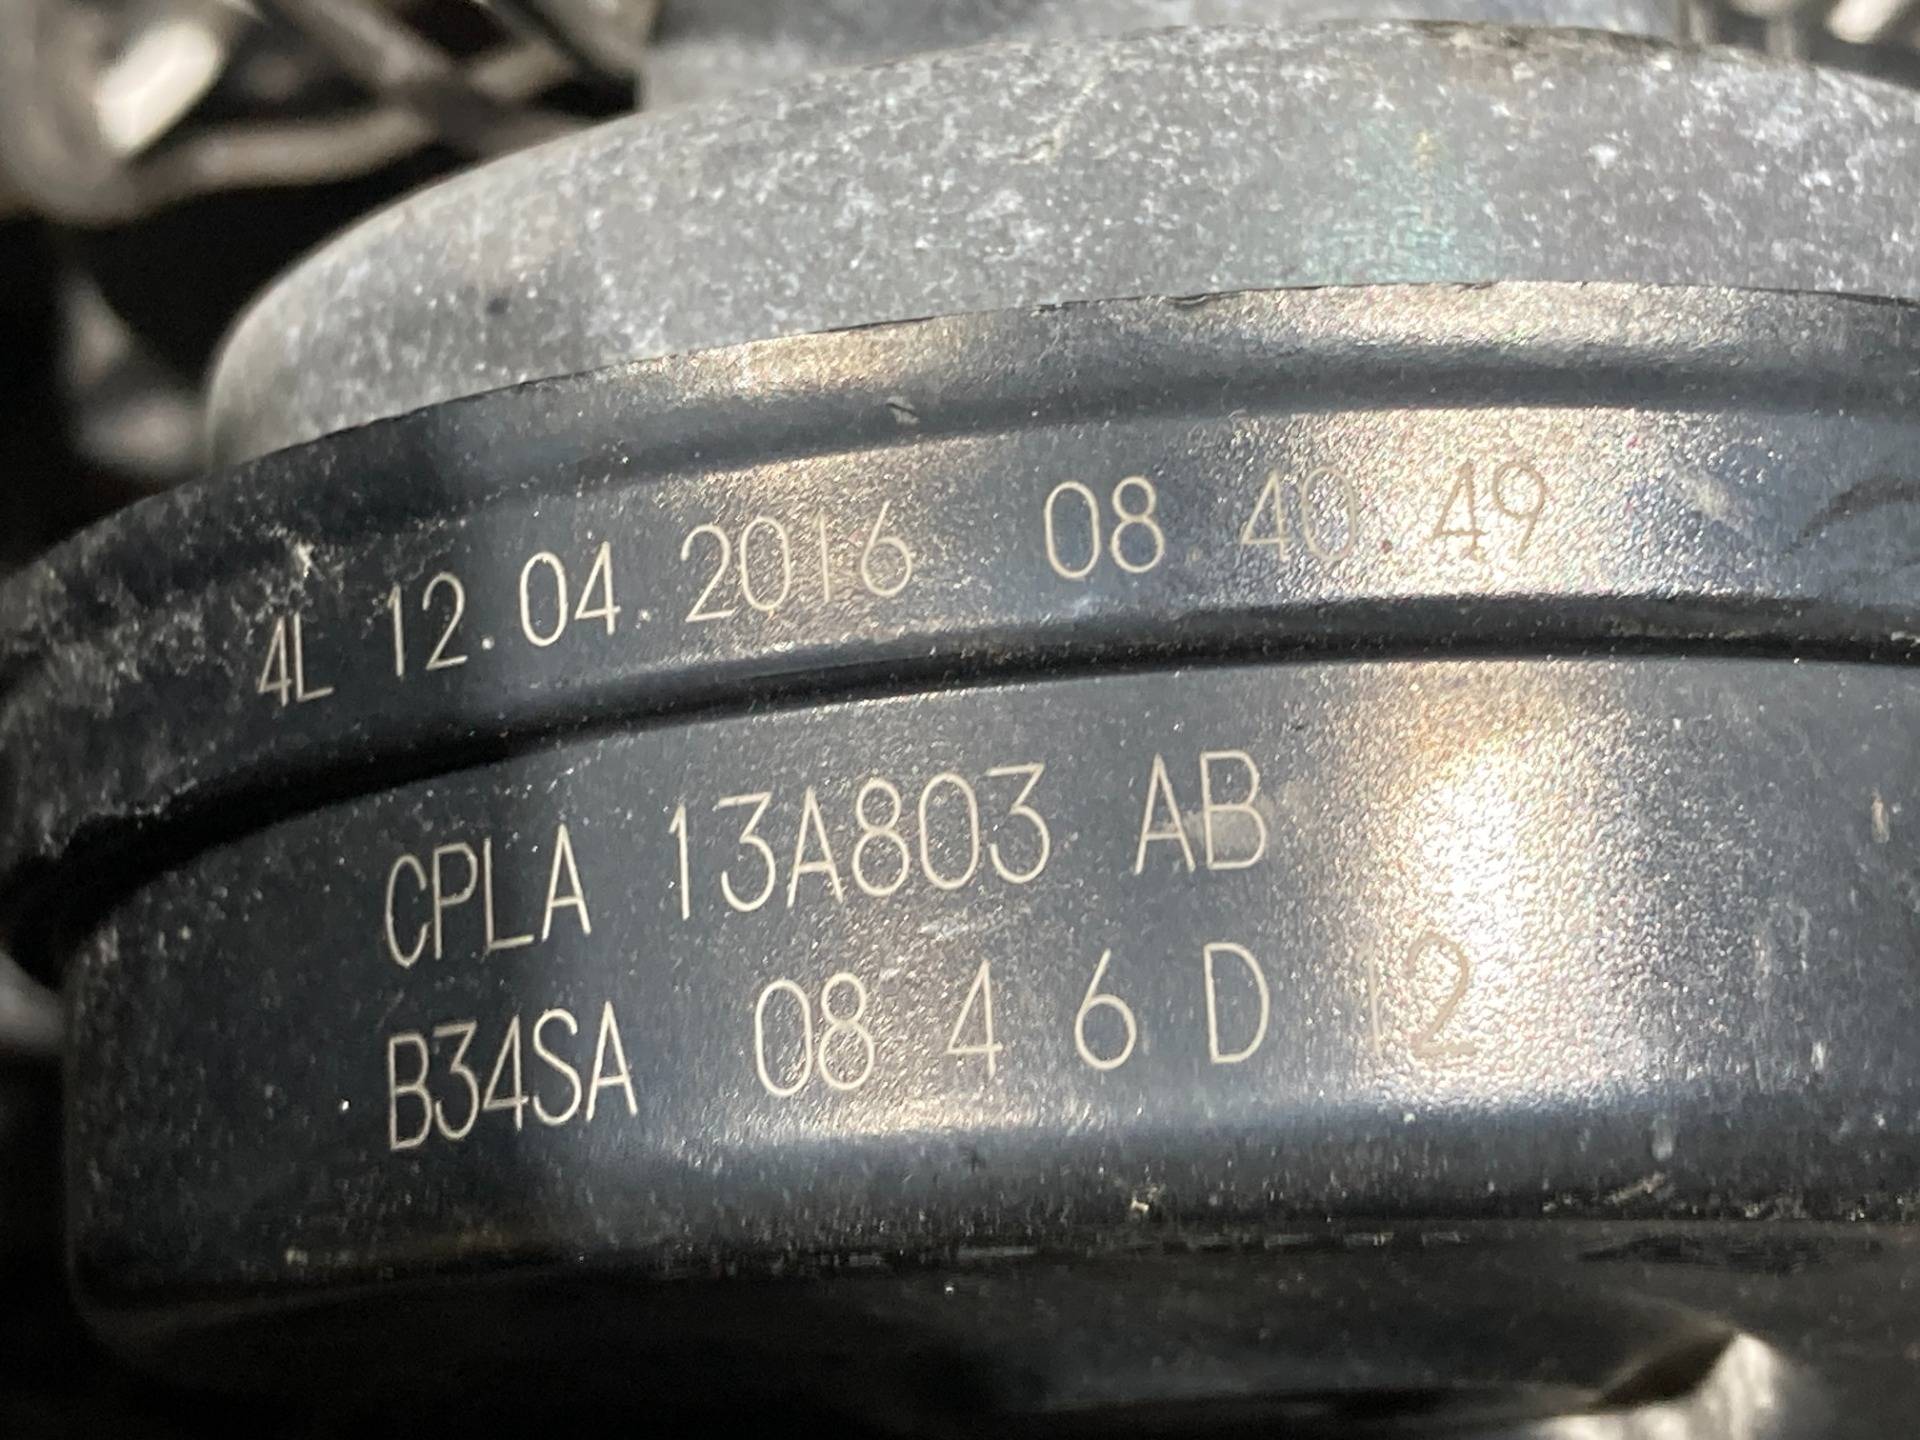 4L 12.04.2016 08.40.49
CPLA 13A803 AB
B34SA 08 4 6 D 12